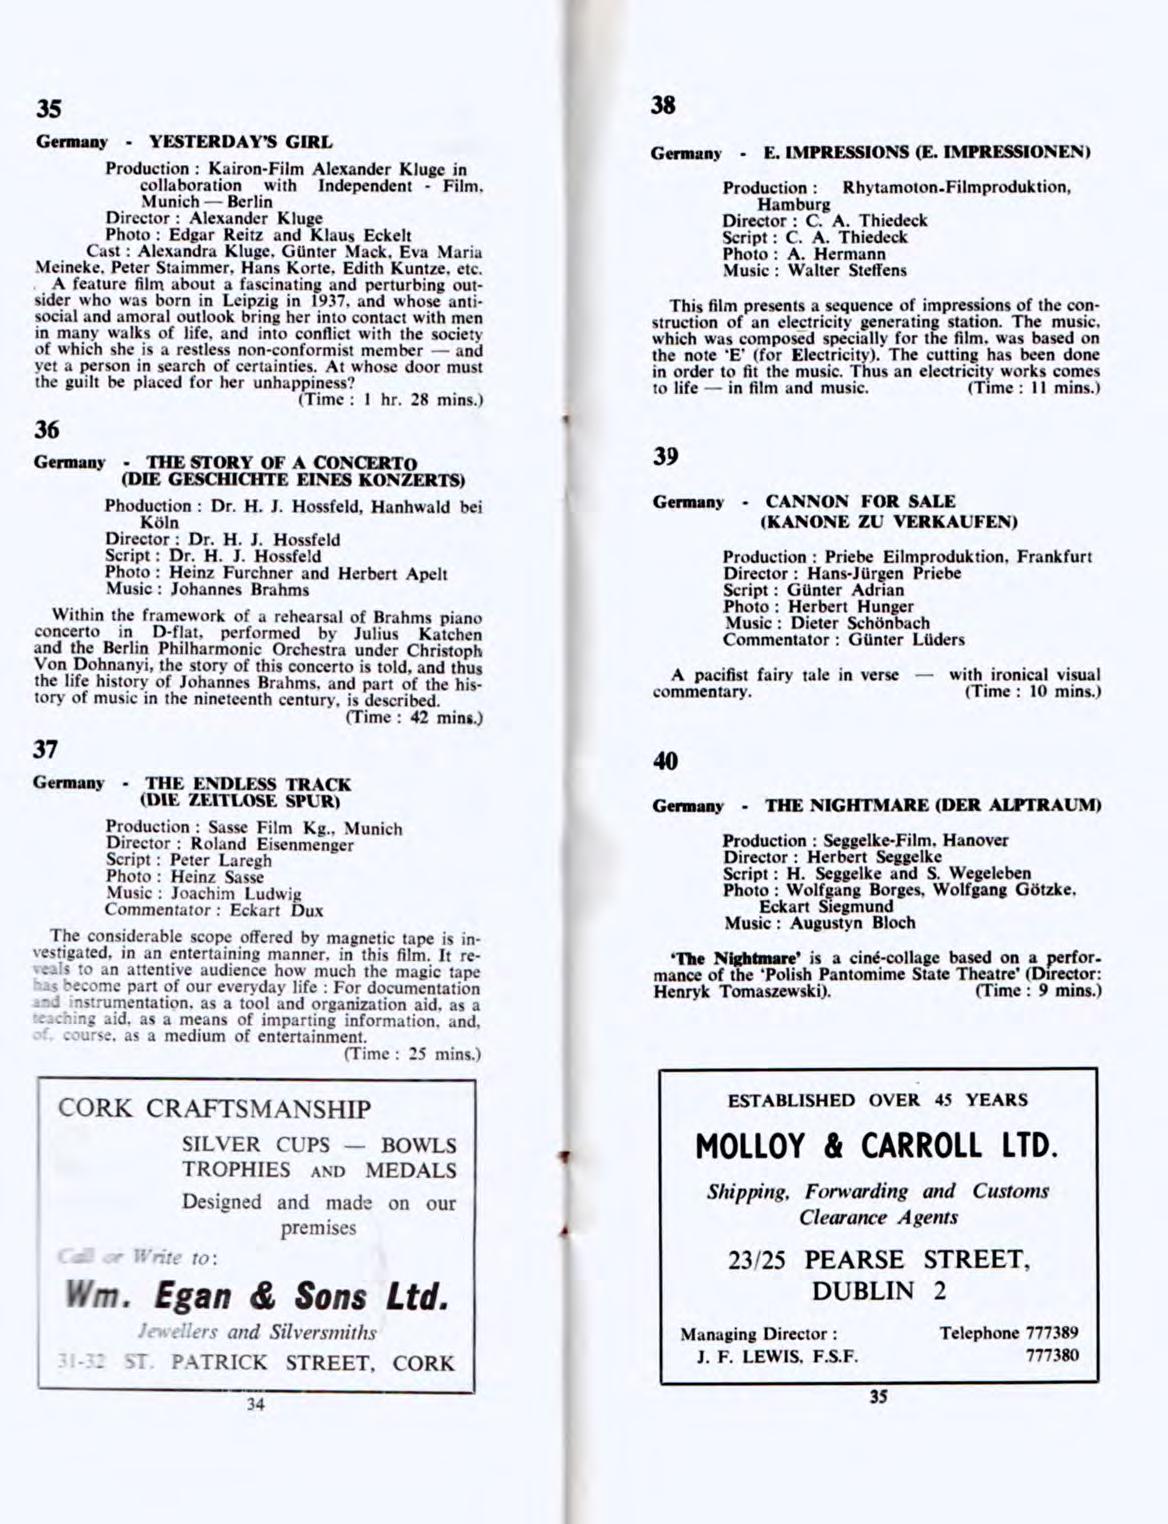 35
Germany - YESTERDAY'S GIRL
Production : Kairon-Film Alexander Kluge in
collaboration with Independent - Film,
Munich — Berlin
Director : Alexander Kluge
Photo : Edgar Reitz and Klaus Eckelt
Cast : Alexandra Kluge, Günter Mack, Eva Maria
Meineke, Peter Staimmer, Hans Korte, Edith Kuntze, etc.
A feature film about a fascinating and perturbing out-
sider who was born in Leipzig in 1937, and whose anti-
social and amoral outlook bring her into contact with men
in many walks of life, and into conflict with the society
of which she is a restless non-conformist member — and
yet a person in search of certainties. At whose door must
the guilt be placed for her unhappiness?
(Time : 1 hr. 28 mins.)
36
Germany - THE STORY OF A CONCERTO
(DIE GESCHICHTE EINES KONZERTS)
Phoduction : Dr. H. J. Hossfeld, Hanhwald bei
Köln
Director : Dr. H. J. Hossfeld
Script : Dr. H. J. Hossfeld
Photo : Heinz Furchner and Herbert Apelt
Music : Johannes Brahms
Within the framework of a rehearsal of Brahms piano
concerto in D-flat, performed by Julius Katchen
and the Berlin Philharmonic Orchestra under Christoph
Von Dohnanyi, the story of this concerto is told, and thus
the life history of Johannes Brahms, and part of the his-
tory of music in the nineteenth century, is described.
(Time : 42 mins.)
37
Germany - THE ENDLESS TRACK
(DIE ZEITLOSE SPUR)
Production : Sasse Film Kg., Munich
Director : Roland Eisenmenger
Script : Peter Laregh
Photo : Heinz Sasse
Music : Joachim Ludwig
Commentator : Eckart Dux
The considerable scope offered by magnetic tape is in-
vestigated, in an entertaining manner, in this film. It re-
veals to an attentive audience how much the magic tape
has become part of our everyday life : For documentation
and instrumentation, as a tool and organization aid, as a
teaching aid, as a means of imparting information, and,
of, course, as a medium of entertainment.
(Time : 25 mins.)
CORK CRAFTSMANSHIP
SILVER CUPS — BOWLS
TROPHIES AND MEDALS
Designed and made on our
premises
Call or Write to:
Wm. Egan & Sons Ltd.
Jewellers and Silversmiths
31-32 ST. PATRICK STREET, CORK
34
38
Germany - E. IMPRESSIONS (E. IMPRESSIONEN)
Production : Rhytamoton-Filmproduktion,
Hamburg
Director : C. A. Thiedeck
Script : C. A. Thiedeck
Photo : A. Hermann
Music : Walter Steffens
This film presents a sequence of impressions of the con-
struction of an electricity generating station. The music,
which was composed specially for the film, was based on
the note 'E' (for Electricity). The cutting has been done
in order to fit the music. Thus an electricity works comes
to life — in film and music. (Time : 11 mins.)
39
Germany - CANNON FOR SALE
(KANONE ZU VERKAUFEN)
Production : Priebe Eilmproduktion, Frankfurt
Director : Hans-Jürgen Priebe
Script : Günter Adrian
Photo : Herbert Hunger
Music : Dieter Schönbach
Commentator : Günter Lüders
A pacifist fairy tale in verse — with ironical visual
commentary. (Time : 10 mins.)
40
Germany - THE NIGHTMARE (DER ALPTRAUM)
Production : Seggelke-Film, Hanover
Director : Herbert Seggelke
Script : H. Seggelke and S. Wegeleben
Photo : Wolfgang Borges, Wolfgang Götzke,
Eckart Siegmund
Music : Augustyn Bloch
'The Nightmare' is a ciné-collage based on a perfor-
mance of the 'Polish Pantomime State Theatre' (Director:
Henryk Tomaszewski). (Time : 9 mins.)
ESTABLISHED OVER 45 YEARS
MOLLOY & CARROLL LTD.
Shipping, Forwarding and Customs
Clearance Agents
23/25 PEARSE STREET,
DUBLIN 2
Managing Director : Telephone 777389
J. F. LEWIS, F.S.F. 777380
35